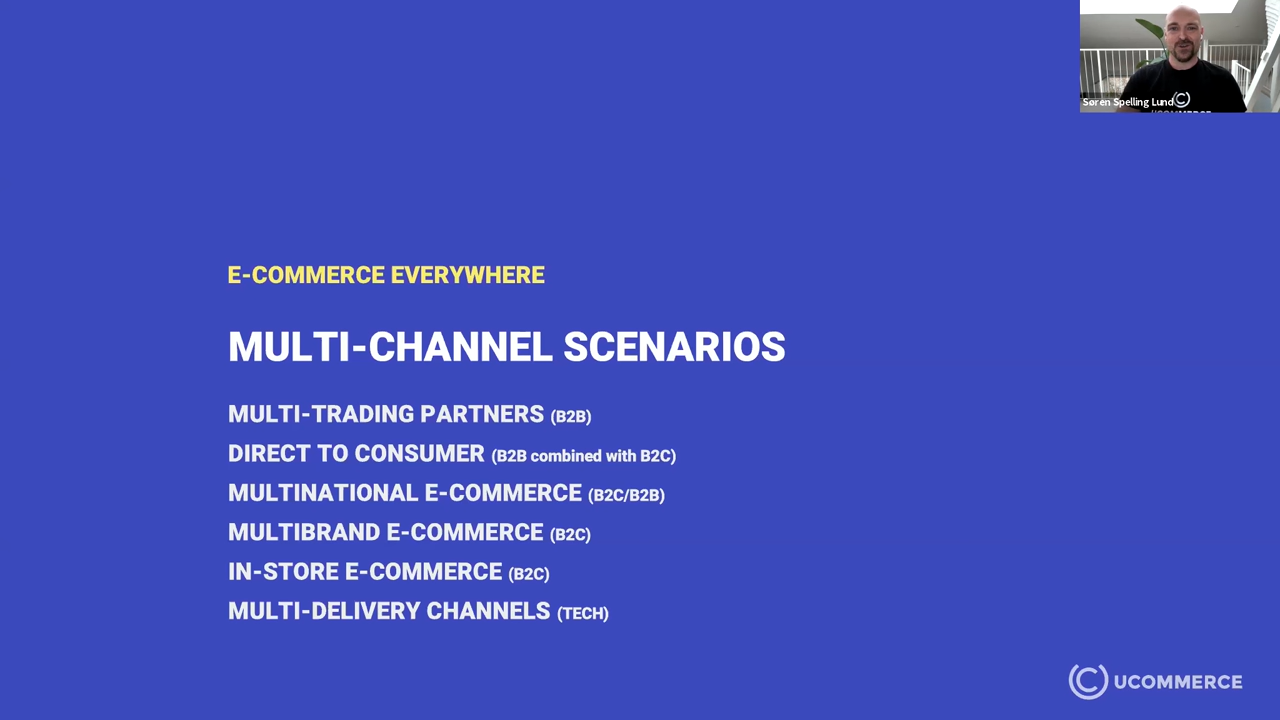 Søren Spelling Lund
E-COMMERCE EVERYWHERE
MULTI-CHANNEL SCENARIOS
MULTI-TRADING PARTNERS (B2B)
DIRECT TO CONSUMER (B2B combined with B2C)
MULTINATIONAL E-COMMERCE (B2C/B2B)
MULTIBRAND E-COMMERCE (B2C)
IN-STORE E-COMMERCE (B2C)
MULTI-DELIVERY CHANNELS (TECH)
UCOMMERCE